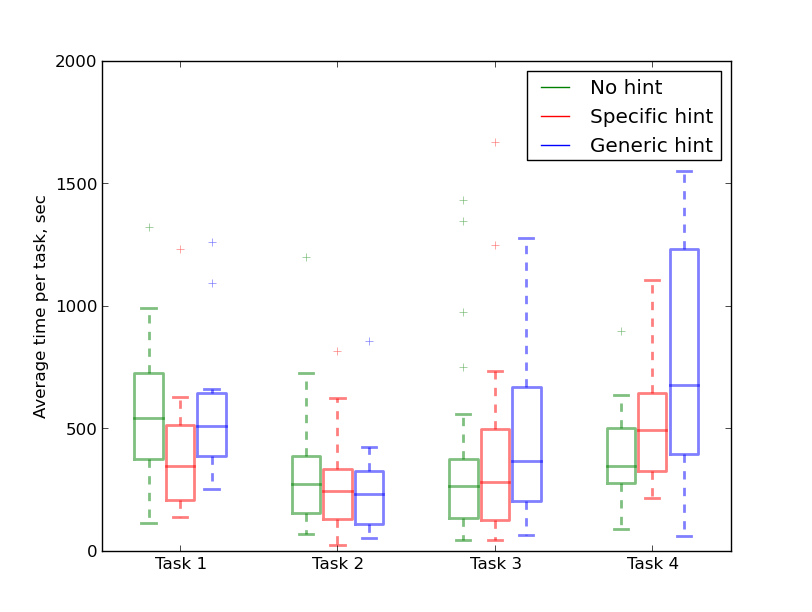 2000
1500
1000
500
0
Average time per task, sec
No hint
Specific hint
Generic hint
Task 1 Task 2 Task 3 Task 4